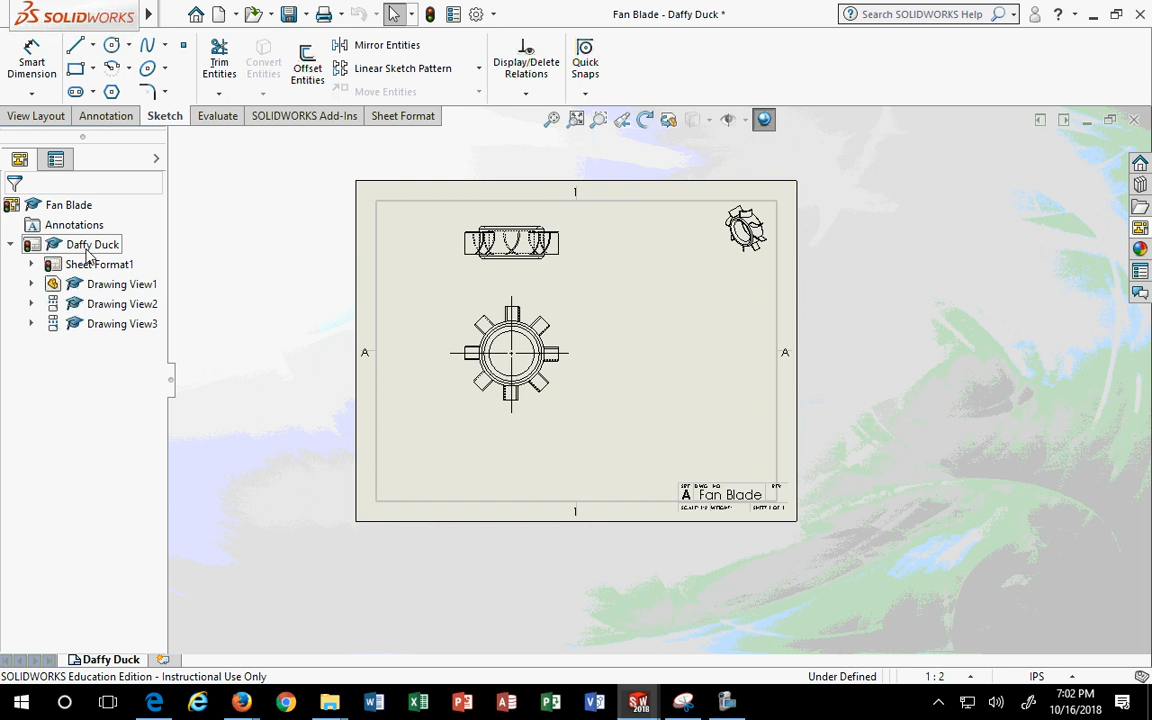 SOLIDWORKS
Fan Blade - Daffy Duck *
Search SOLIDWORKS Help
?
Smart
Dimension
Trim
Entities
Convert
Entities
Offset
Entities
Mirror Entities
Linear Sketch Pattern
Move Entities
Display/Delete
Relations
Quick
Snaps
View Layout
Annotation
Sketch
Evaluate
SOLIDWORKS Add-Ins
Sheet Format
Fan Blade
Annotations
Daffy Duck
Sheet Format1
Drawing View1
Drawing View2
Drawing View3
1
A
A
A Fan Blade
1
Daffy Duck
SOLIDWORKS Education Edition - Instructional Use Only
Under Defined
1 : 2
IPS
7:02 PM
10/16/2018